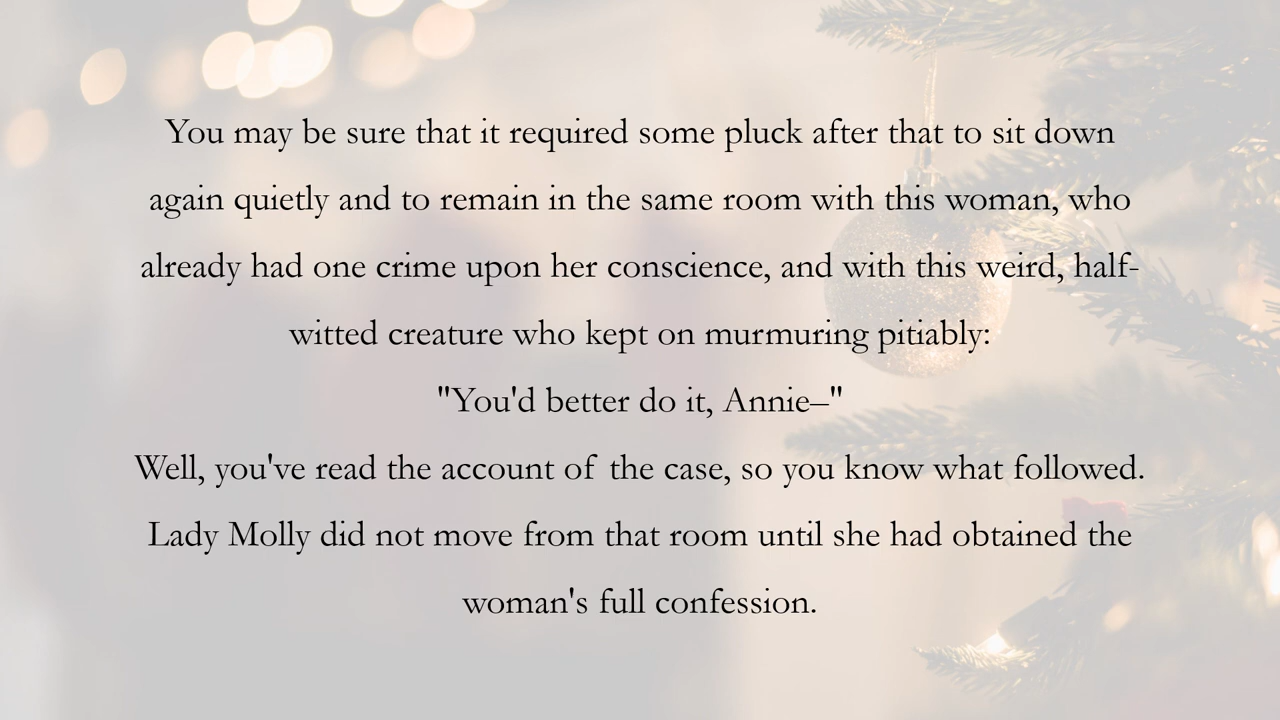 You may be sure that it required some pluck after that to sit down
again quietly and to remain in the same room with this woman, who
already had one crime upon her conscience, and with this weird, half-
witted creature who kept on murmuring pitiably:
"You'd better do it, Annie–"
Well, you've read the account of the case, so you know what followed.
Lady Molly did not move from that room until she had obtained the
woman's full confession.